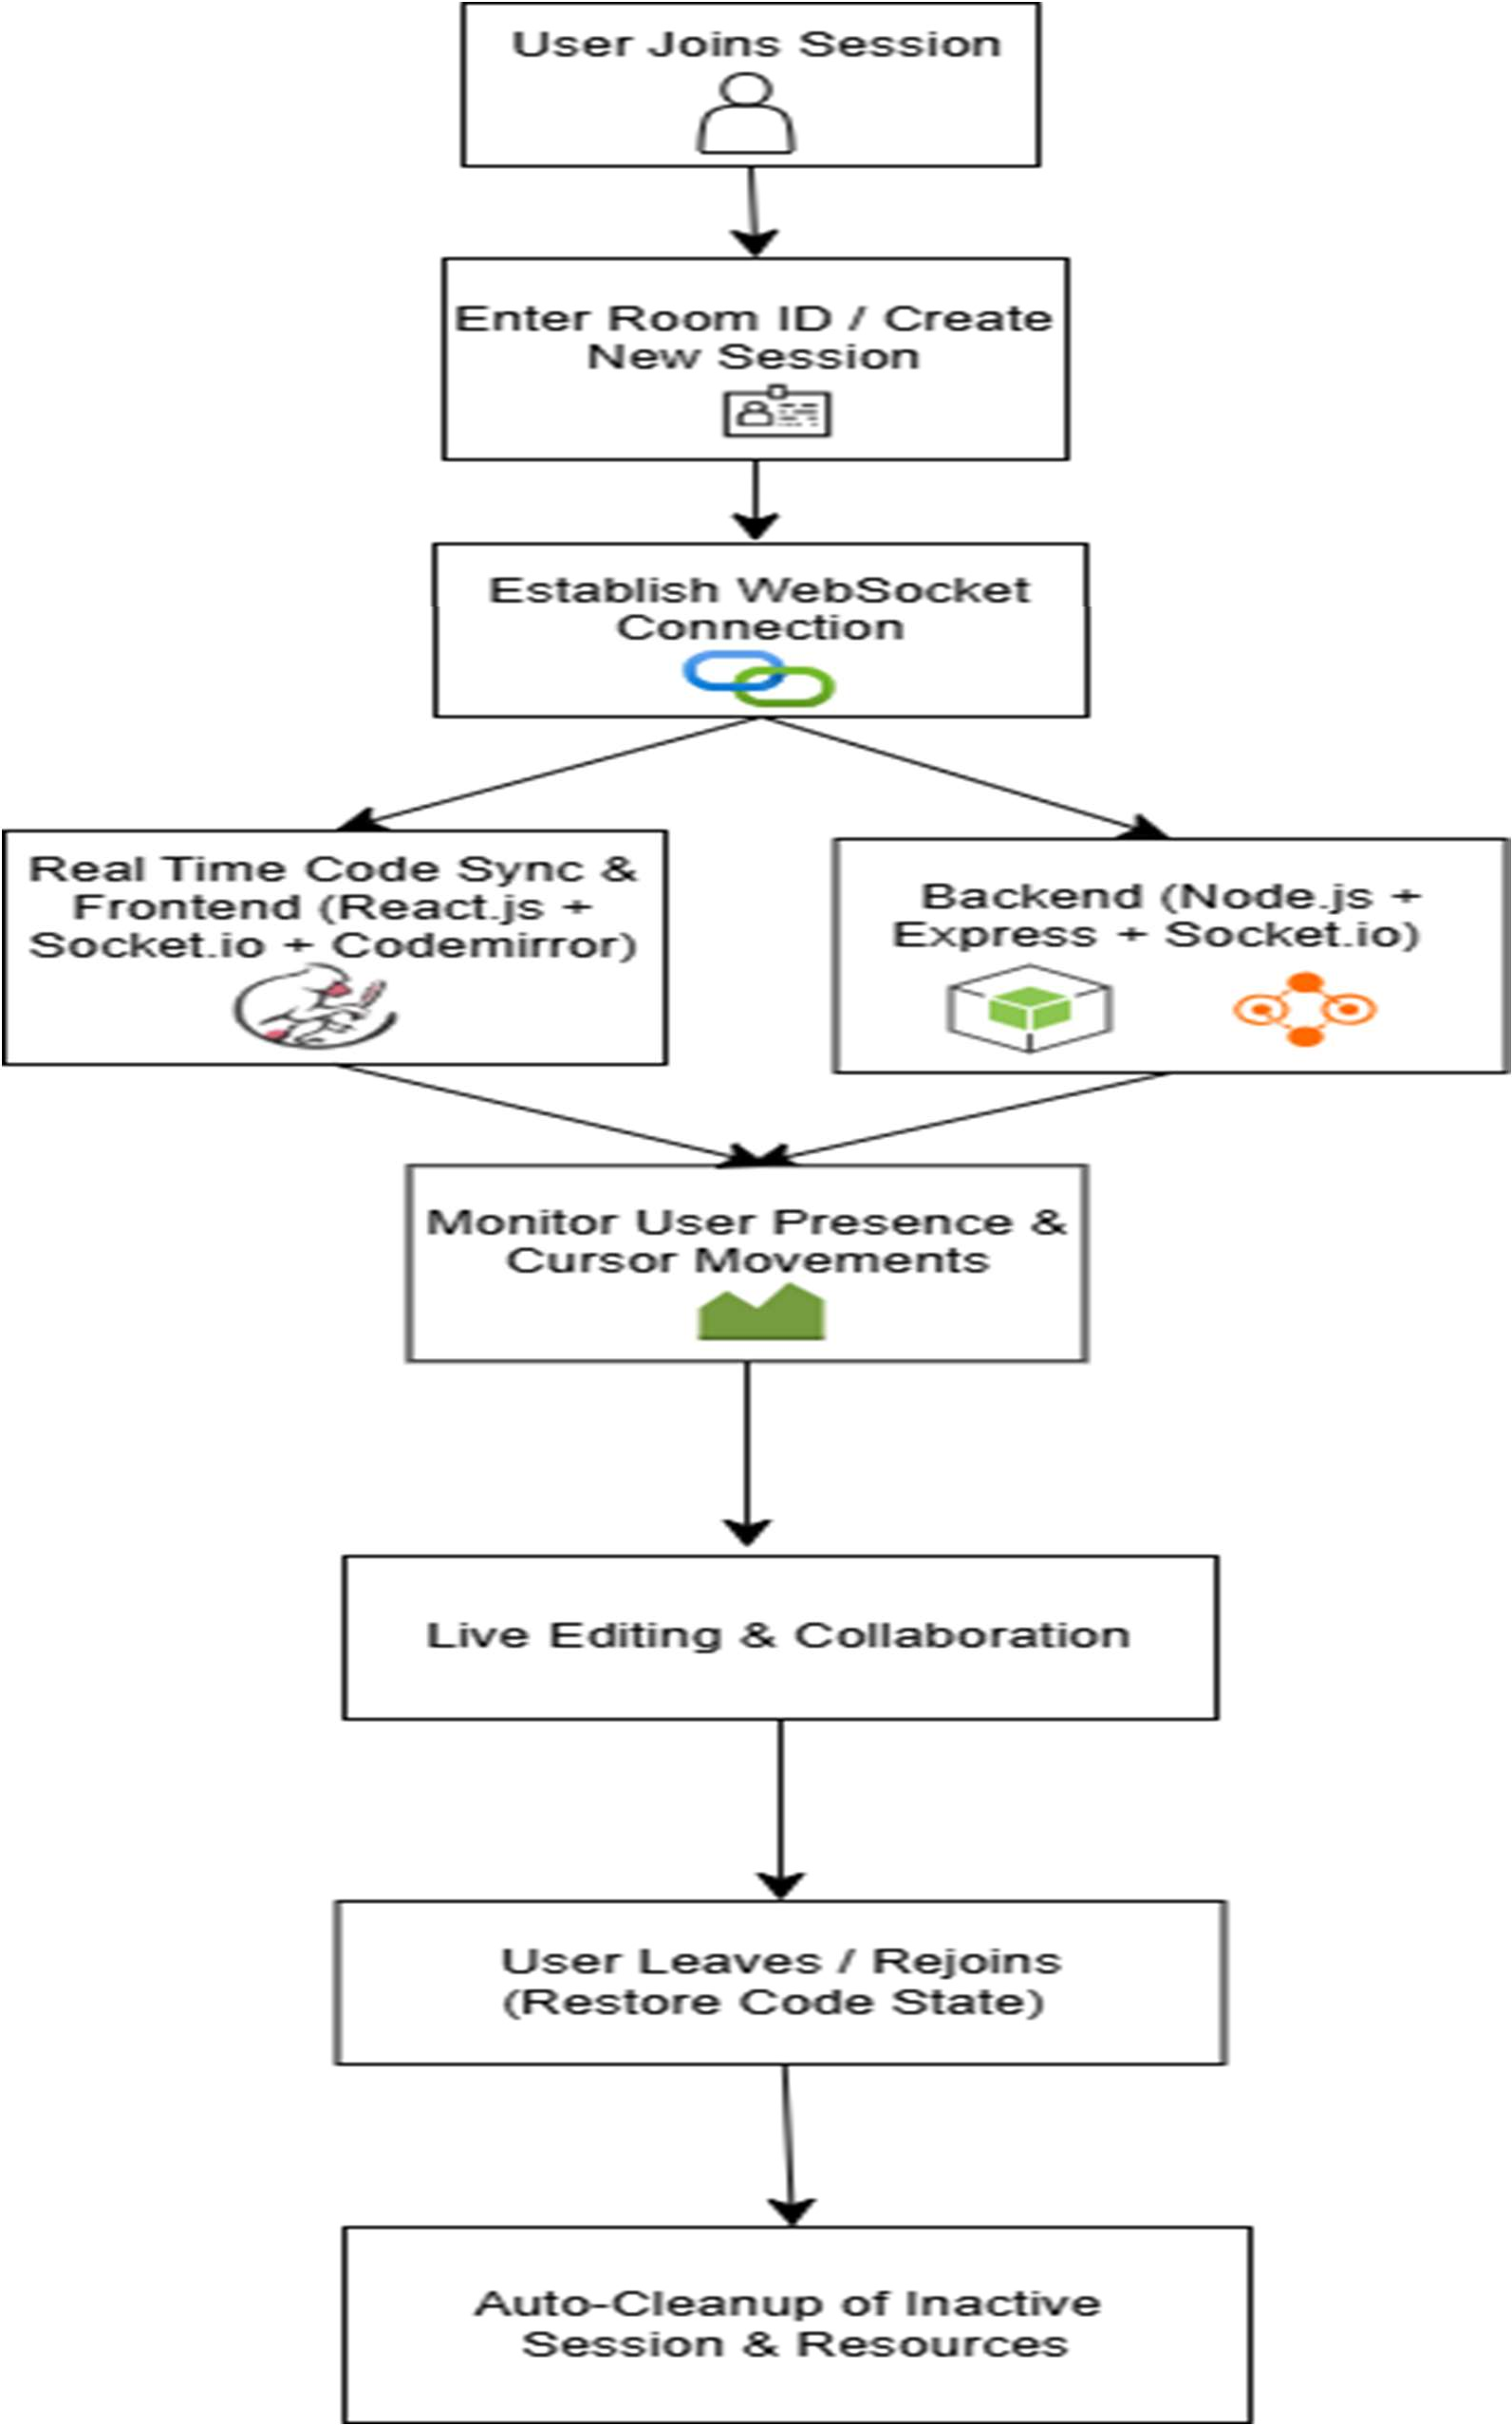 User Joins Session
Enter Room ID / Create
New Session
Establish WebSocket
Connection
Real Time Code Sync &
Frontend (React.js +
Socket.io + Codemirror)
Backend (Node.js +
Express + Socket.io)
Monitor User Presence &
Cursor Movements
Live Editing & Collaboration
User Leaves / Rejoins
(Restore Code State)
Auto-Cleanup of Inactive
Session & Resources